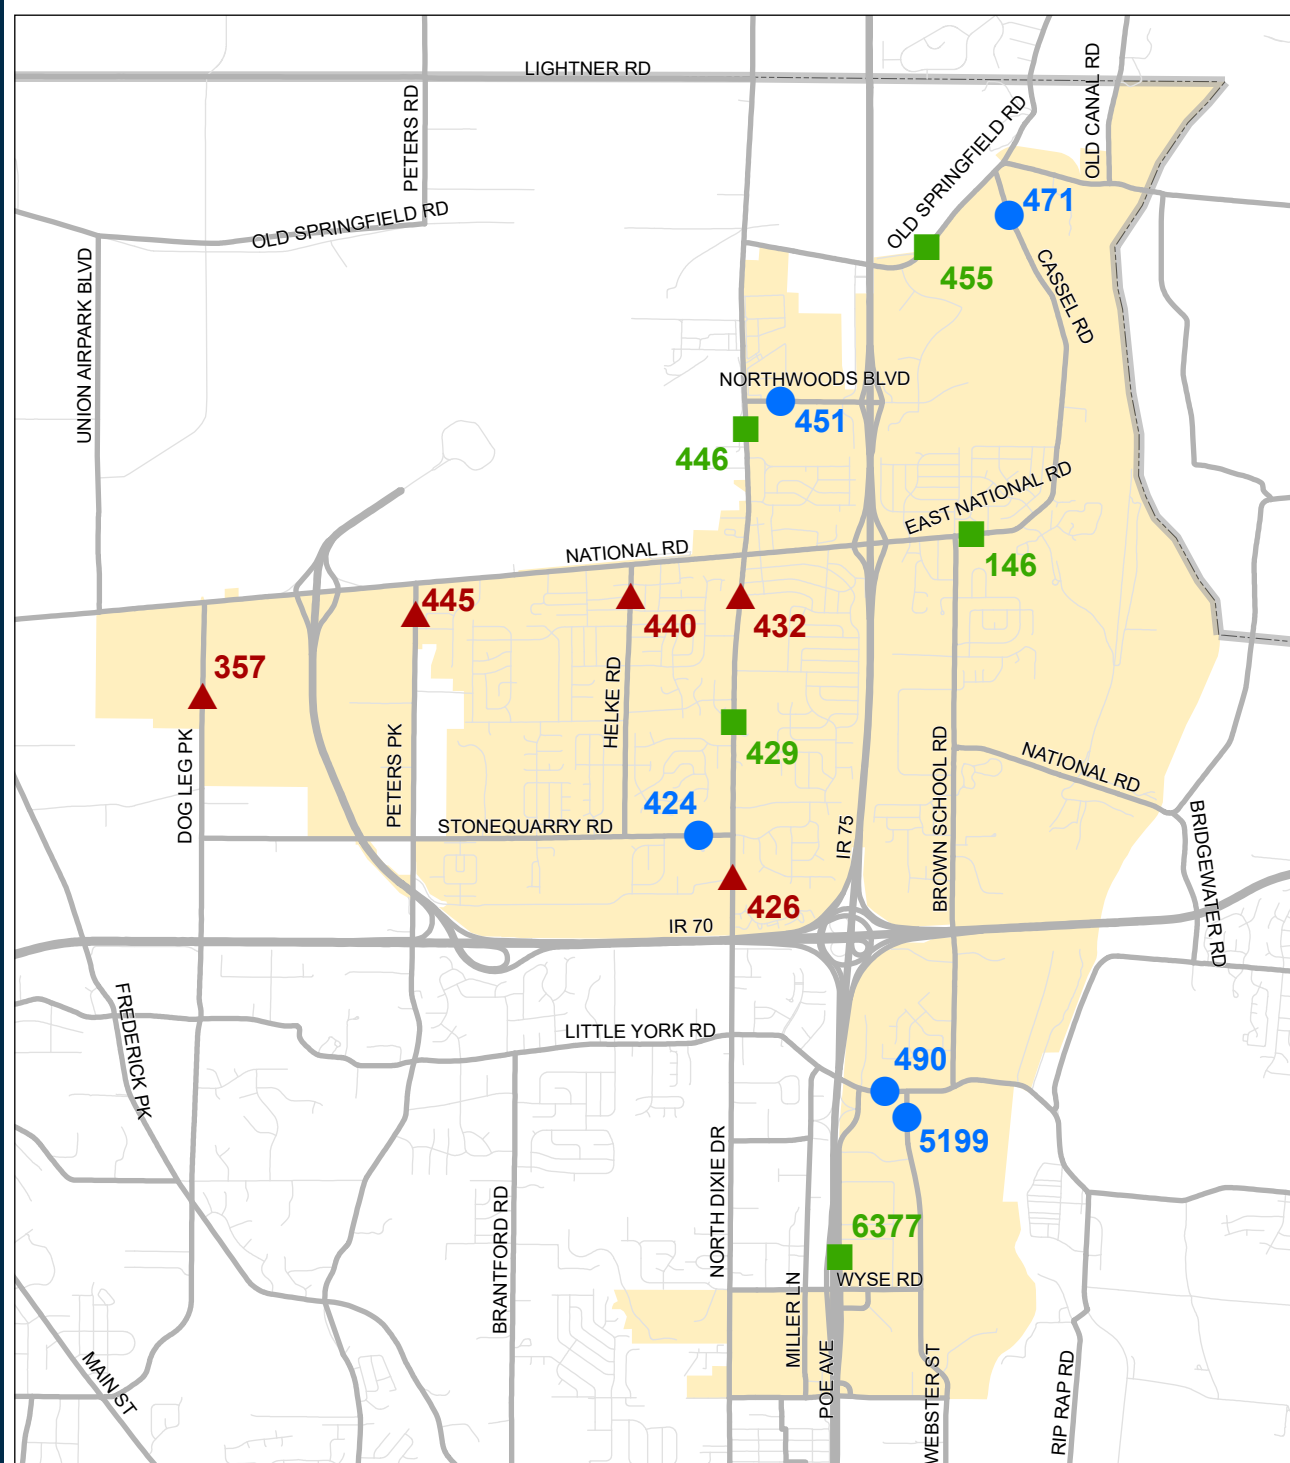 LIGHTNER RD
PETERS RD
OLD CANAL RD
OLD SPRINGFIELD RD
OLD SPRINGFIELD RD
471
455
UNION AIRPARK BLVD
CASSEL RD
NORTHWOODS BLVD
451
446
EAST NATIONAL RD
NATIONAL RD
146
445
440
432
357
HELKE RD
429
DOG LEG PK
PETERS PK
BROWN SCHOOL RD
NATIONAL RD
424
STONEQUARRY RD
IR 75
BRIDGEWATER RD
426
IR 70
FREDERICK PK
LITTLE YORK RD
490
5199
NORTH DIXIE DR
BRANTFORD RD
6377
WYSE RD
MILLER LN
POE AVE
WEBSTER ST
RIP RAP RD
MAIN ST